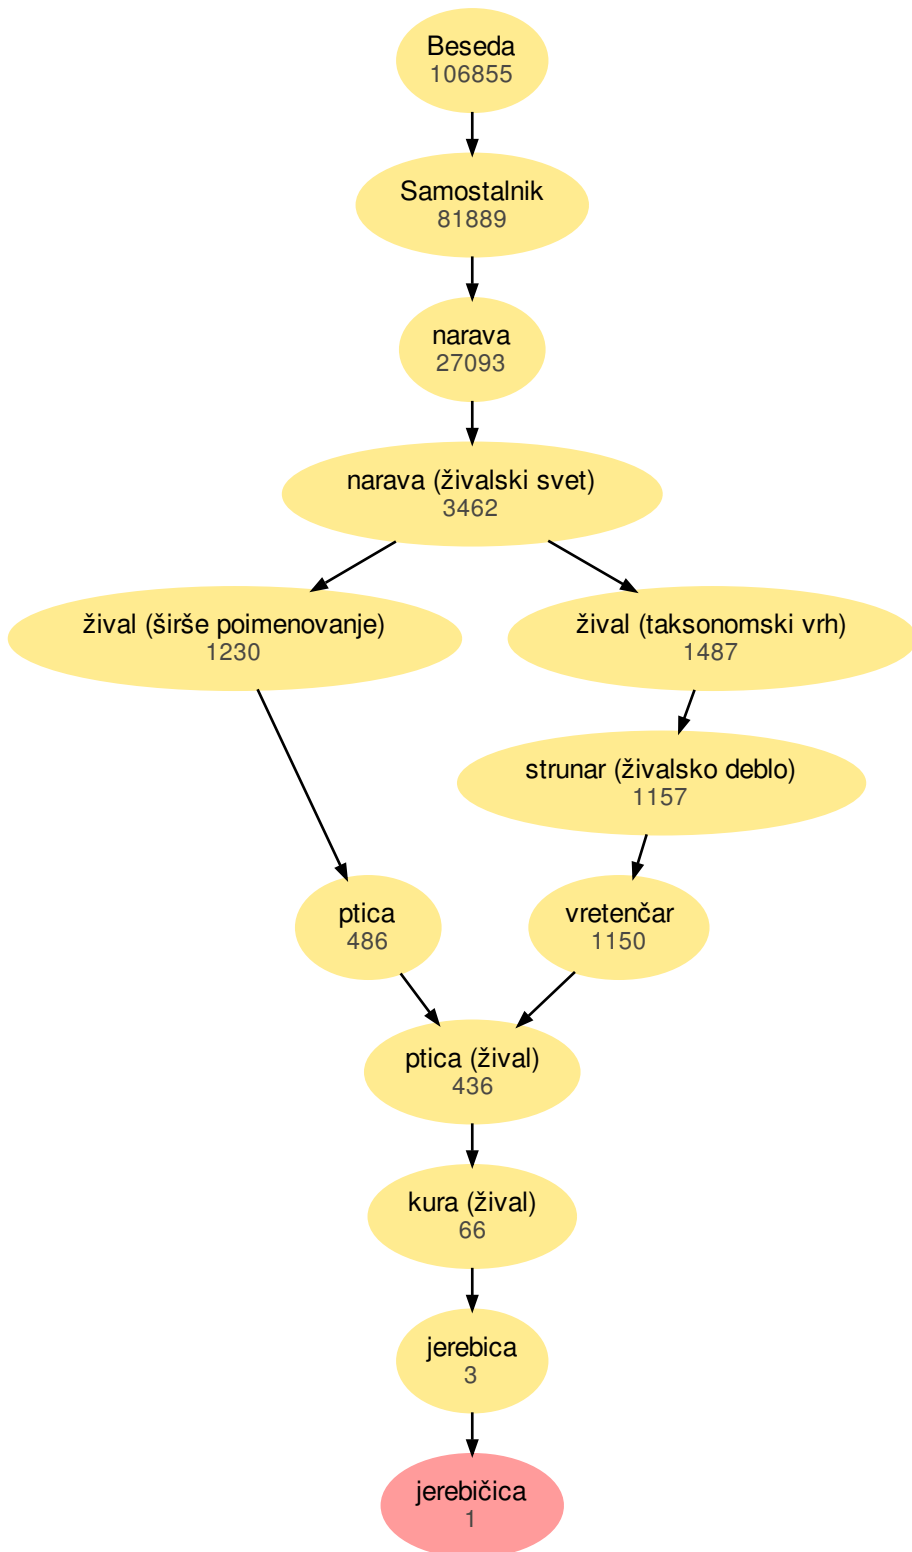 Beseda
106855
Samostalnik
81889
narava
27093
narava (živalski svet)
3462
žival (širše poimenovanje)
1230
žival (taksonomski vrh)
1487
strunar (živalsko deblo)
1157
ptica
486
vretenčar
1150
ptica (žival)
436
kura (žival)
66
jerebica
3
jerebičica
1